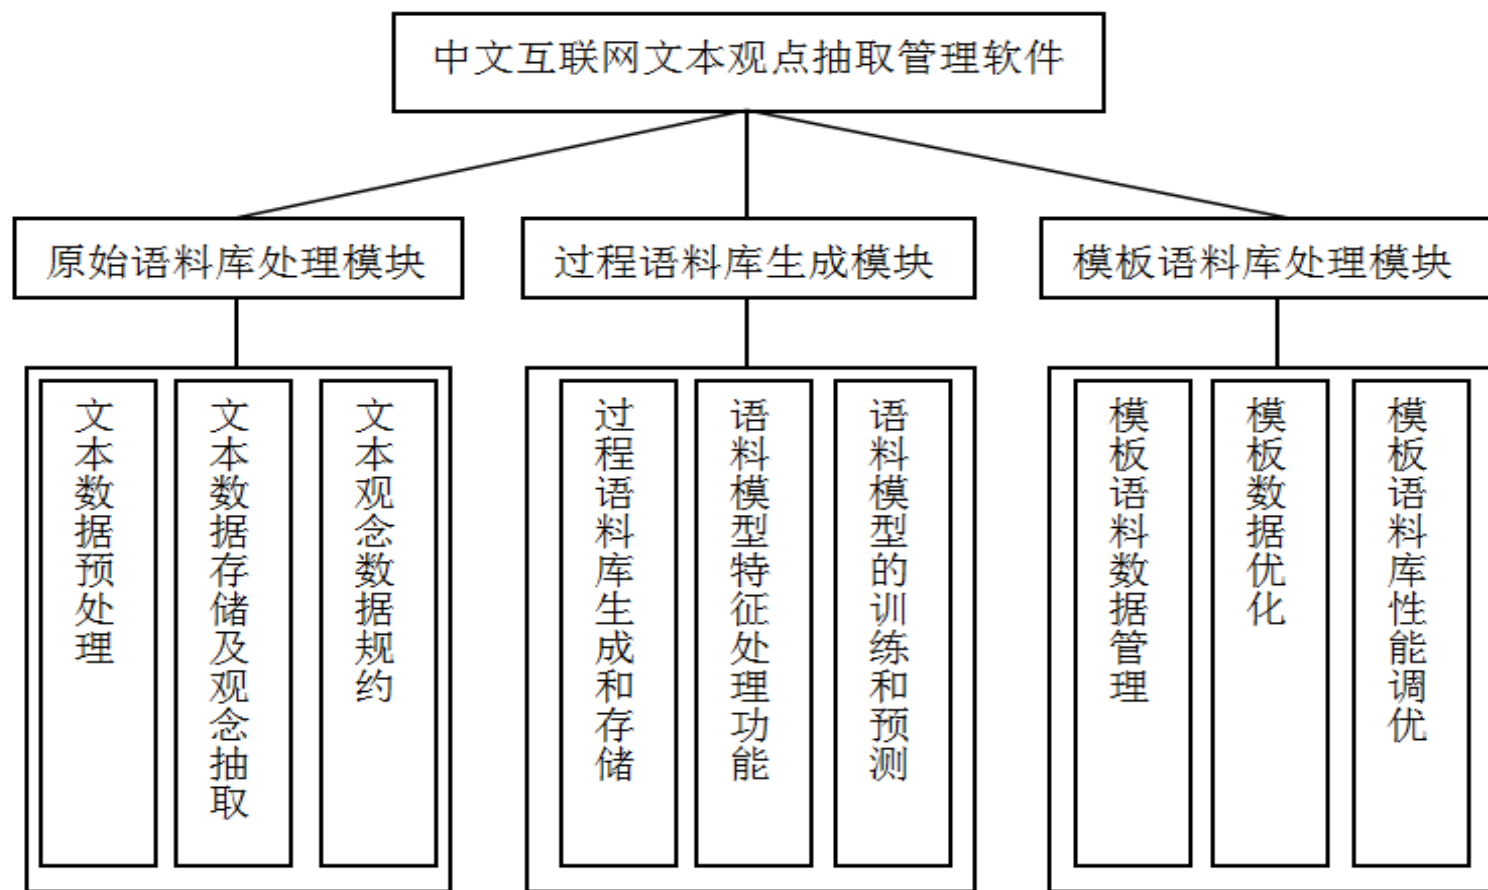 中文互联网文本观点抽取管理软件
原始语料库处理模块
过程语料库生成模块
模板语料库处理模块
文本数据预处理
文本数据存储及观念抽取
文本观念数据规约
过程语料库生成和存储
语料模型特征处理功能
语料模型的训练和预测
模板语料数据管理
模板数据优化
模板语料库性能调优